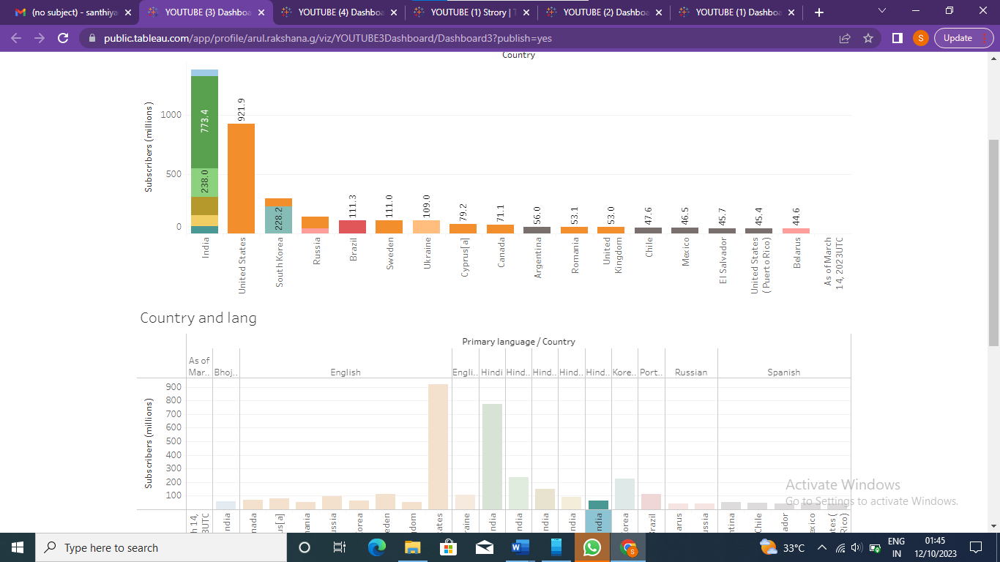 (no subject) - santhiya
YOUTUBE (3) Dashboa
YOUTUBE (4) Dashboa
YOUTUBE (1) Strory | T
YOUTUBE (2) Dashboa
YOUTUBE (1) Dashboa
public.tableau.com/app/profile/arul.rakshana.g/viz/YOUTUBE3Dashboard/Dashboard3?publish=yes
S
Update
Country
Subscribers (millions)
1000
500
0
773.4
238.0
921.9
228.2
111.3
111.0
109.0
79.2
71.1
56.0
53.1
53.0
47.6
46.5
45.7
45.4
44.6
India
United States
South Korea
Russia
Brazil
Sweden
Ukraine
Cyprus[a]
Canada
Argentina
Romania
United
Kingdom
Chile
Mexico
El Salvador
United States
( Puerto Rico)
Belarus
As of March
14, 2023UTC
Country and lang
Primary language / Country
As of
Mar..
Bhoj..
English
Engli..
Hindi
Hind..
Hind..
Hind..
Hind..
Kore..
Port..
Russian
Spanish
Subscribers (millions)
900
800
700
600
500
400
300
200
100
h 14,
3UTC
ndia
nada
us[a]
ania
ssia
orea
eden
dom
ates
aine
ndia
ndia
ndia
ndia
ndia
orea
razil
arus
ssia
ntina
Chile
ador
exico
tes (
Rico)
Activate Windows
Go to Settings to activate Windows.
Type here to search
33°C
ENG
IN
01:45
12/10/2023